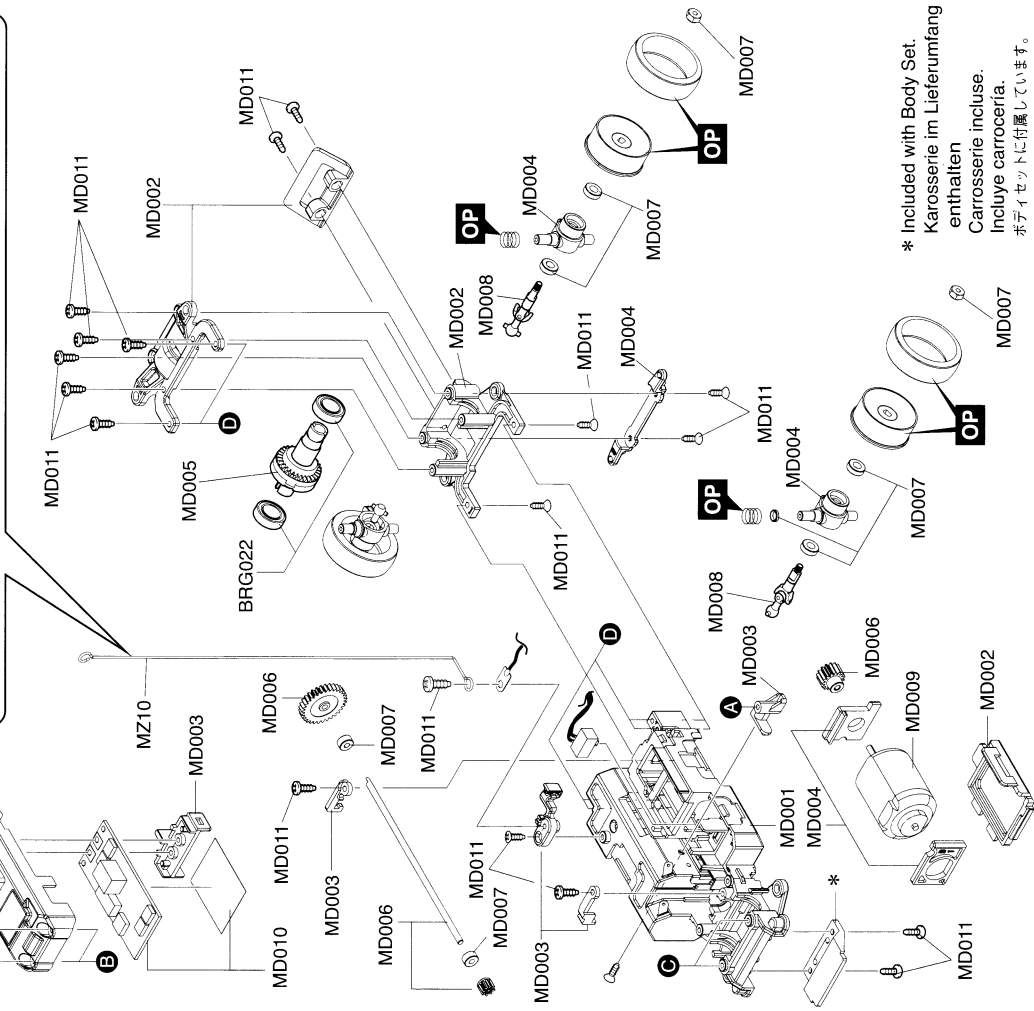 MD011
MD011
MD002
MD011
D
MD005
BRG022
MD011
MD002
MD008
OP
MD004
MD007
OP
MD007
MD011
MD004
MD011
* Included with Body Set.
Karosserie im Lieferumfang
enthalten
Carrosserie incluse.
Incluye carrocería.
ボディセットに付属しています。
MD007
OP
MD004
OP
MD007
MD008
MZ10
MD006
MD007
MD011
D
MD003
A
MD006
MD009
MD002
MD001
MD004
*
MD011
C
MD003
MD007
MD011
MD006
MD003
MD011
MD003
B
MD010